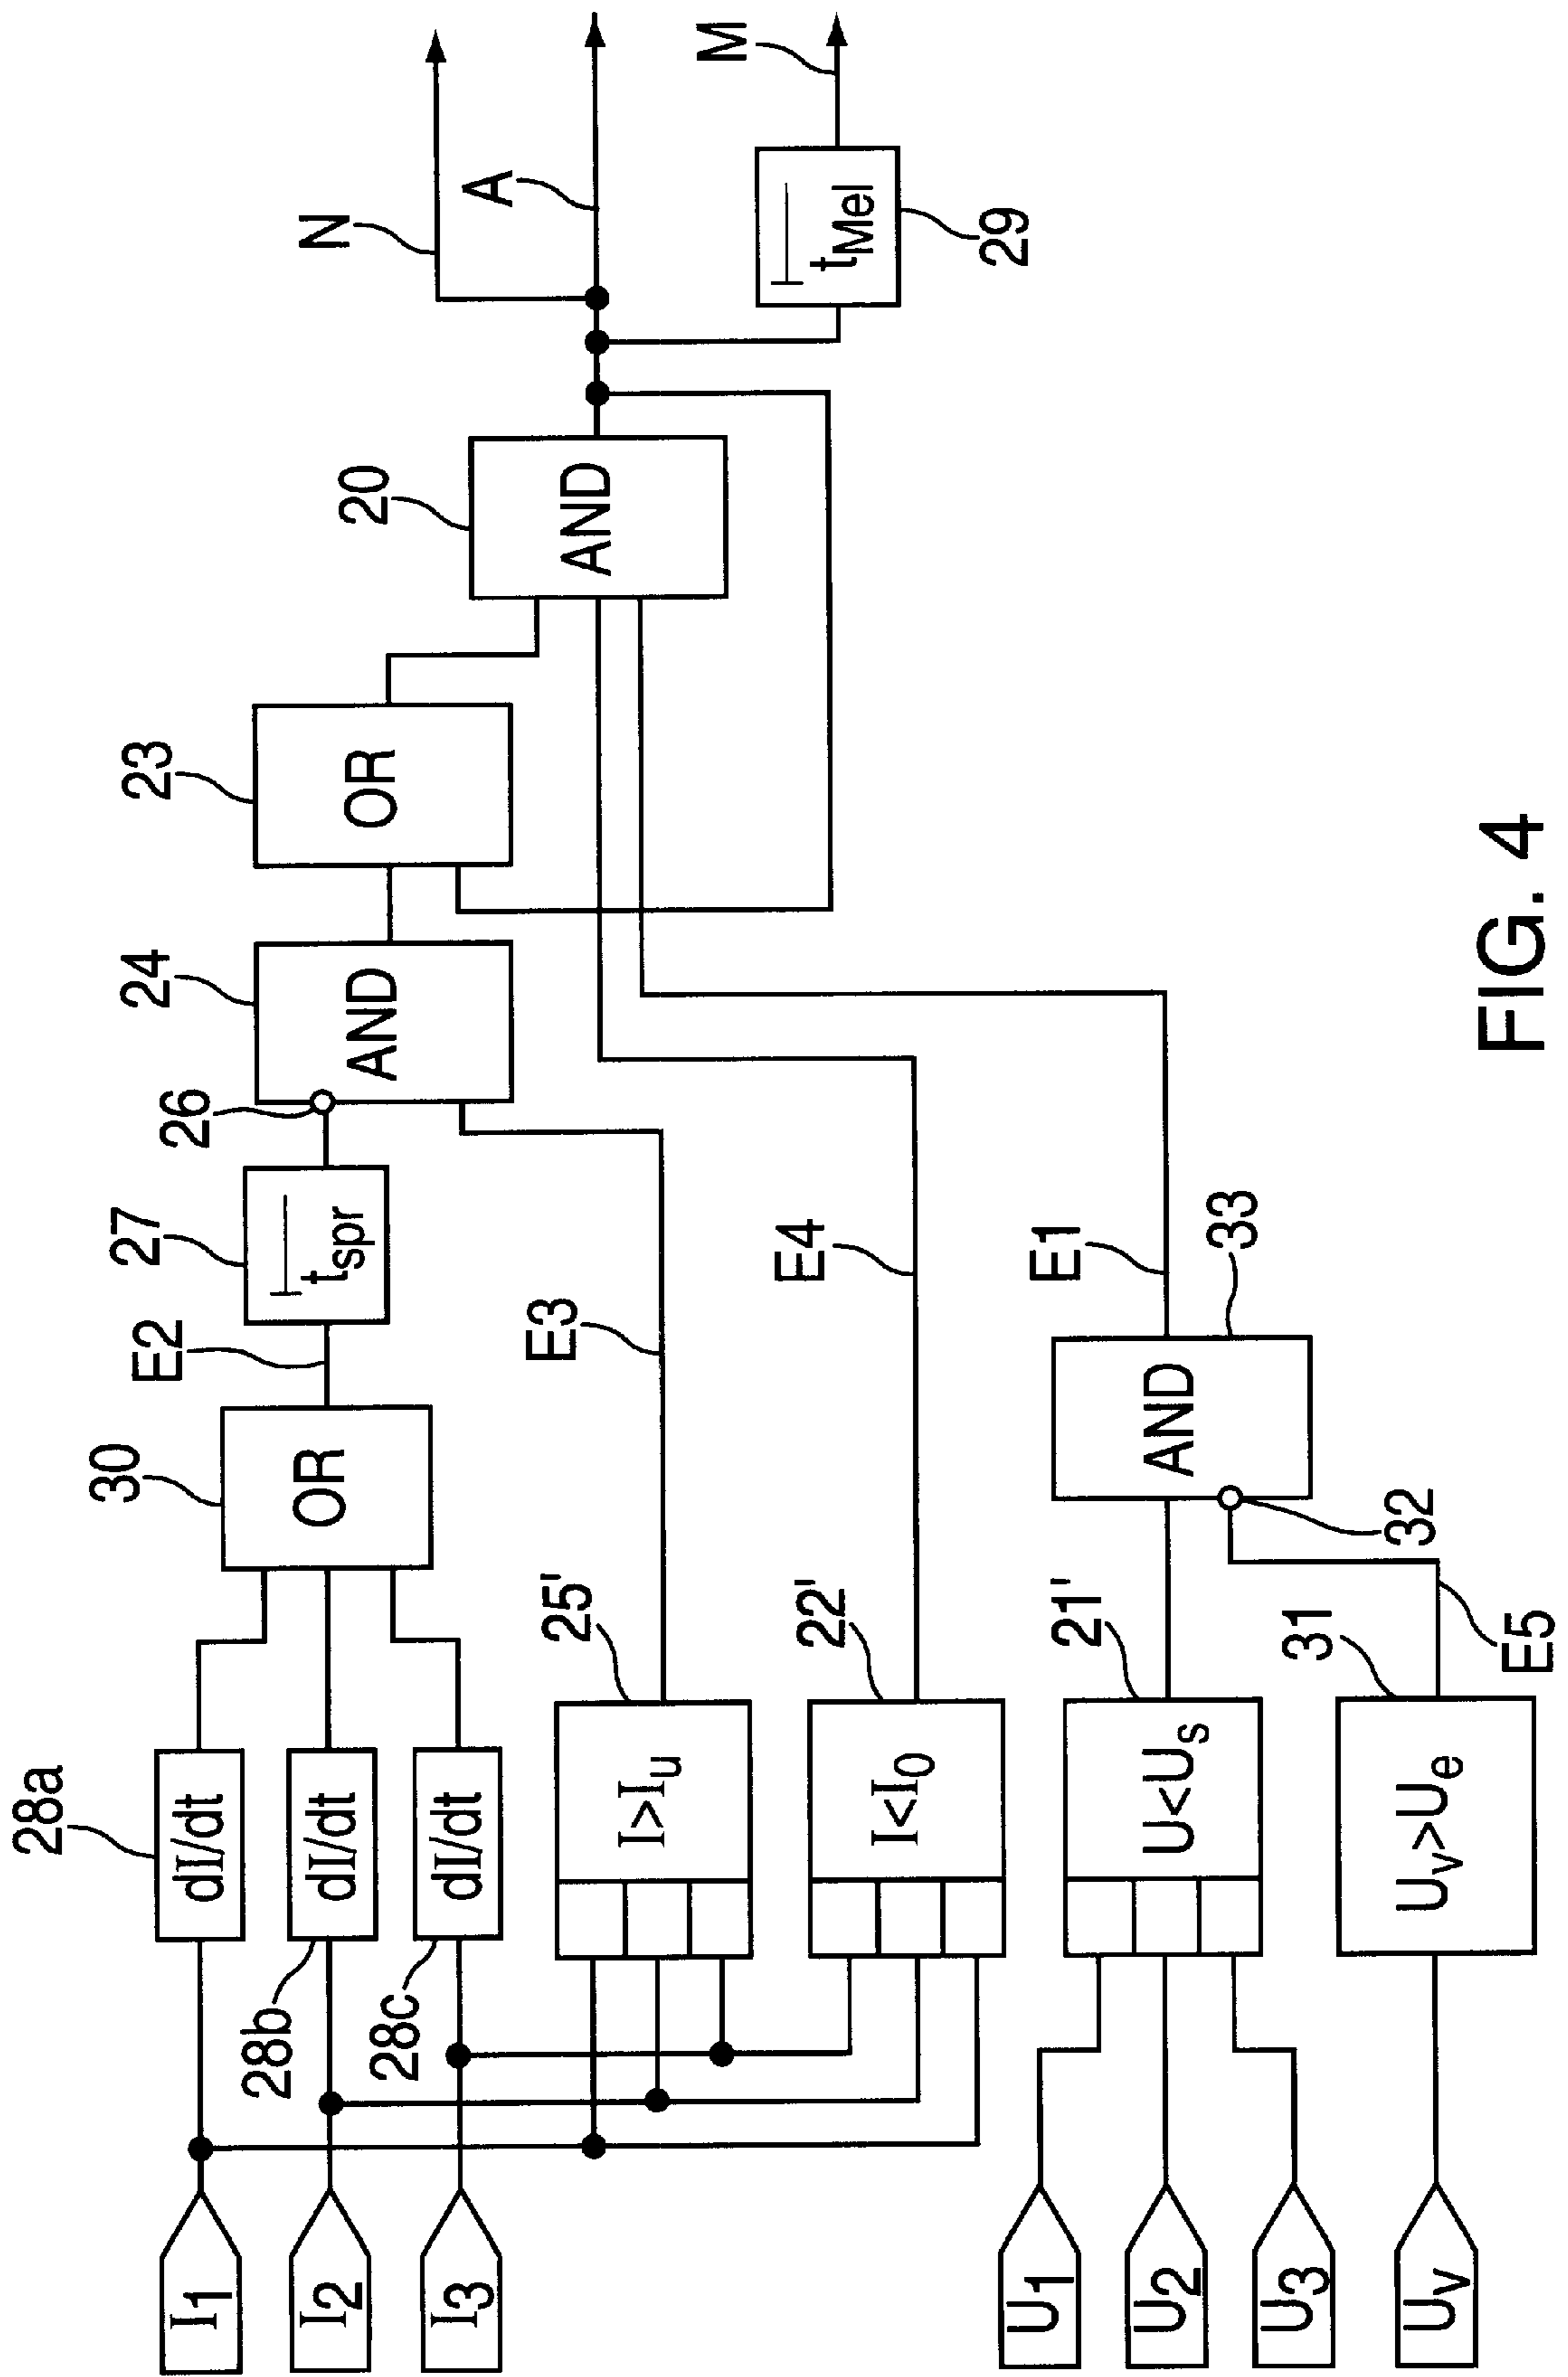 I1
I2
I3
U1
U2
U3
Uv
28a
dI/dt
28b
dI/dt
28c
dI/dt
30
OR
E2
27
tspr
26
24
AND
23
OR
20
AND
N
A
M
tMel
29
25'
I>Iu
E3
22'
I<I0
E4
21'
U<Us
31
Uv>Ue
E5
32
AND
33
E1
FIG. 4